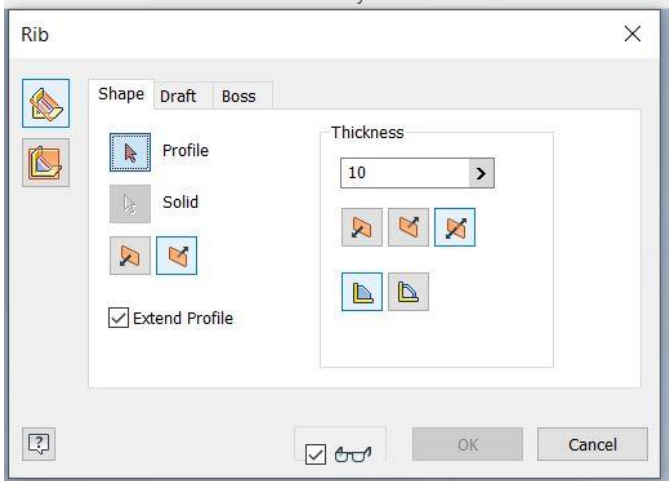 Rib
Shape Draft Boss
Profile
Thickness
10
Solid
Extend Profile
OK
Cancel